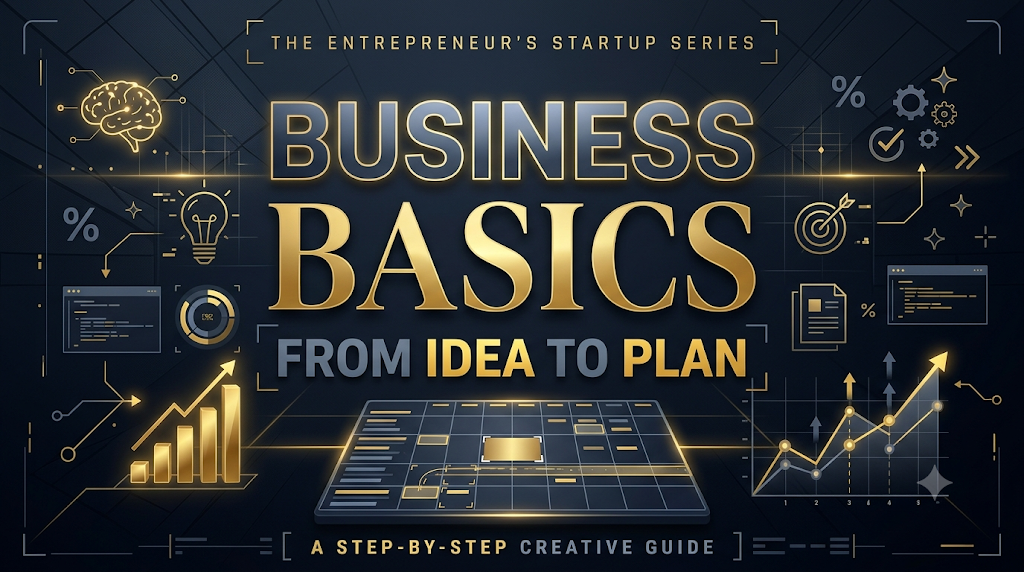 THE ENTREPRENEUR'S STARTUP SERIES
BUSINESS
BASICS
FROM IDEA TO PLAN
%
%
%
A STEP-BY-STEP CREATIVE GUIDE